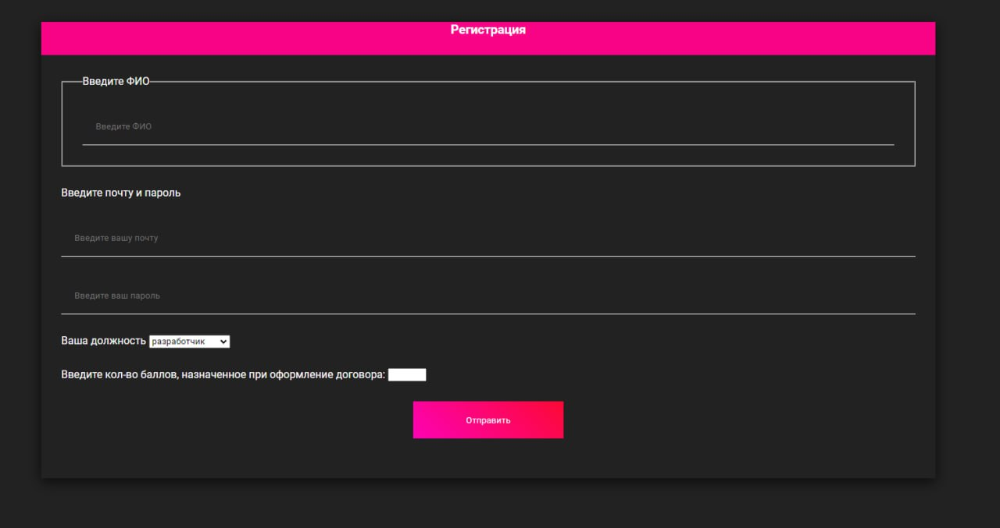 Регистрация
Введите ФИО
Введите ФИО
Введите почту и пароль
Введите вашу почту
Введите ваш пароль
Ваша должность разработчик
Введите кол-во баллов, назначенное при оформление договора:
Отправить